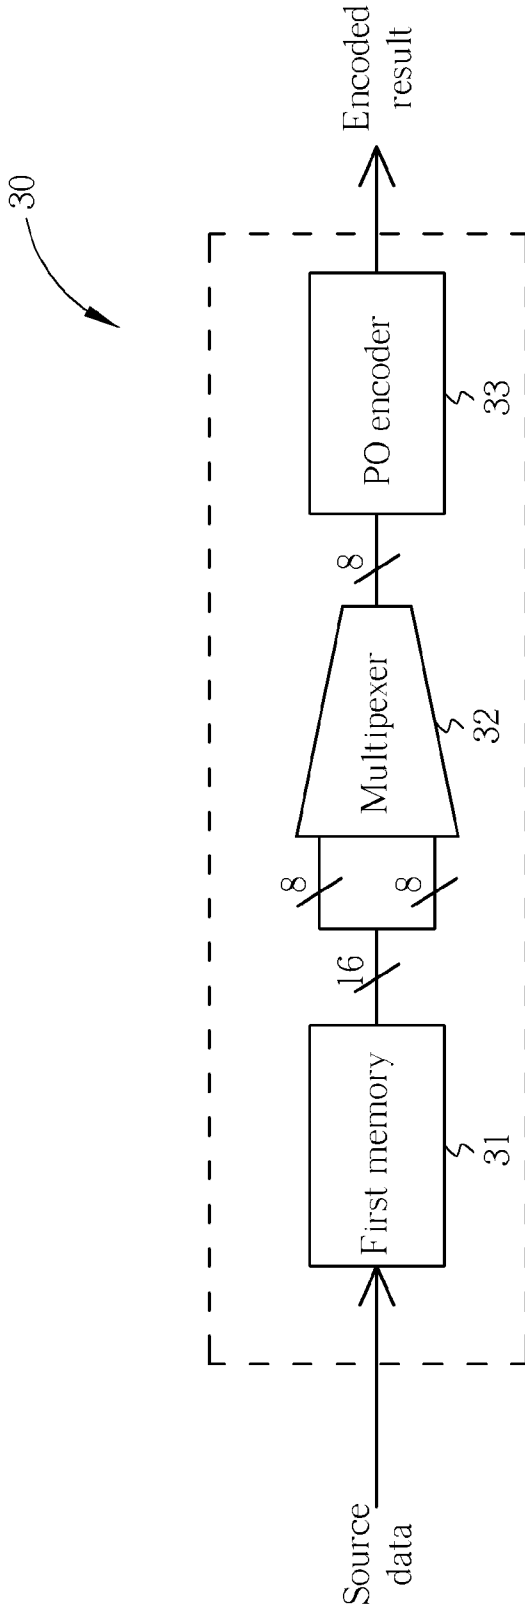 30
Source
data
First memory
31
16
8
8
Multipexer
32
8
PO encoder
33
Encoded
result